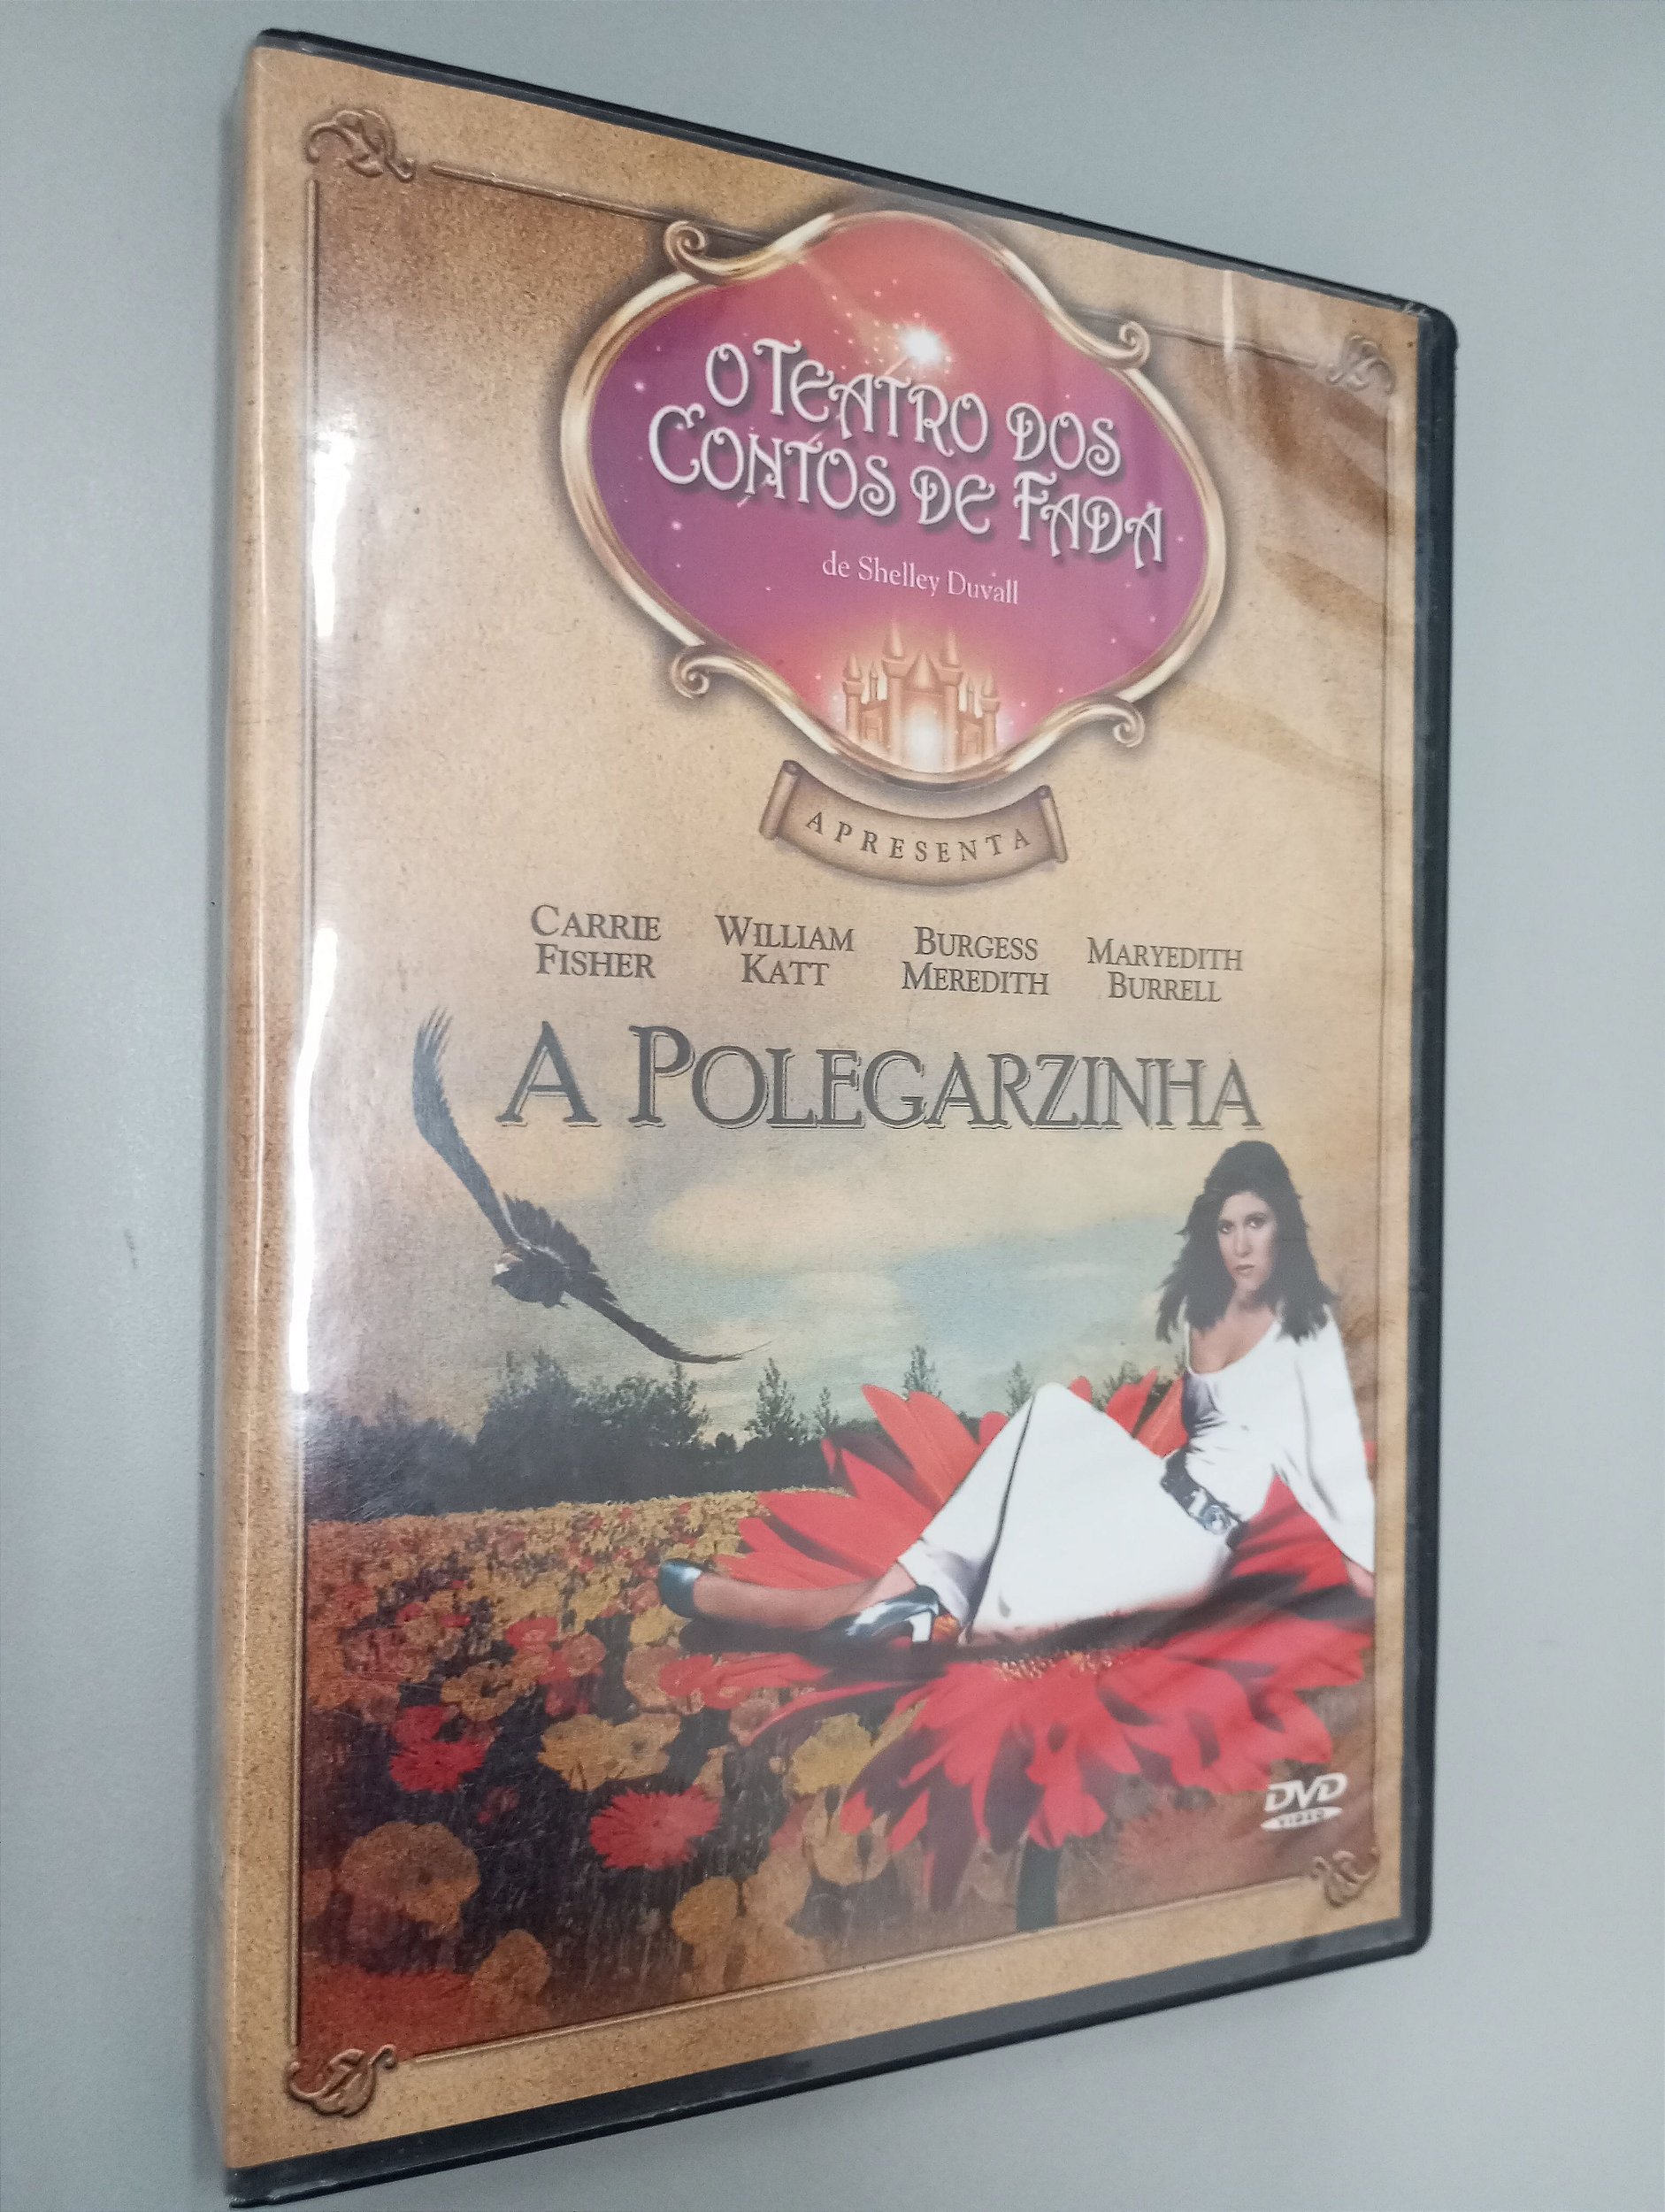 O TEATRO DOS
CONTOS DE FADA
de Shelley Duvall
APRESENTA
CARRIE FISHER
WILLIAM KATT
BURGESS MEREDITH
MARYEDITH BURRELL
A POLEGARZINHA
DVD
VIDEO